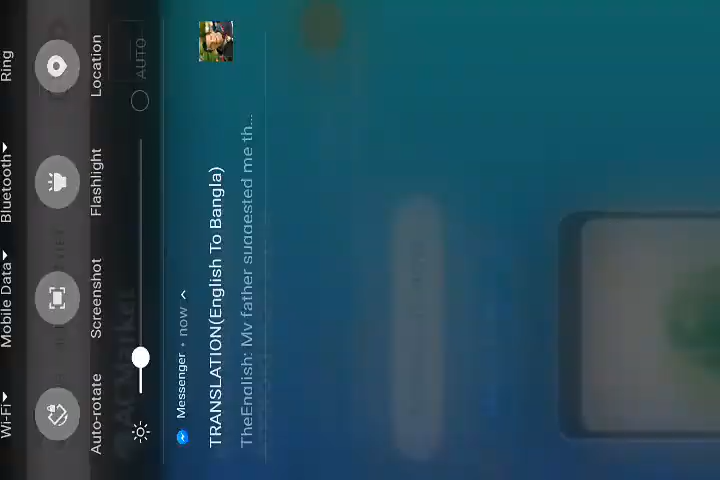 Wi-Fi
Mobile Data
Bluetooth
Ring
Auto-rotate
Screenshot
Flashlight
Location
AUTO
Messenger • now
TRANSLATION(English To Bangla)
TheEnglish: My father suggested me th...